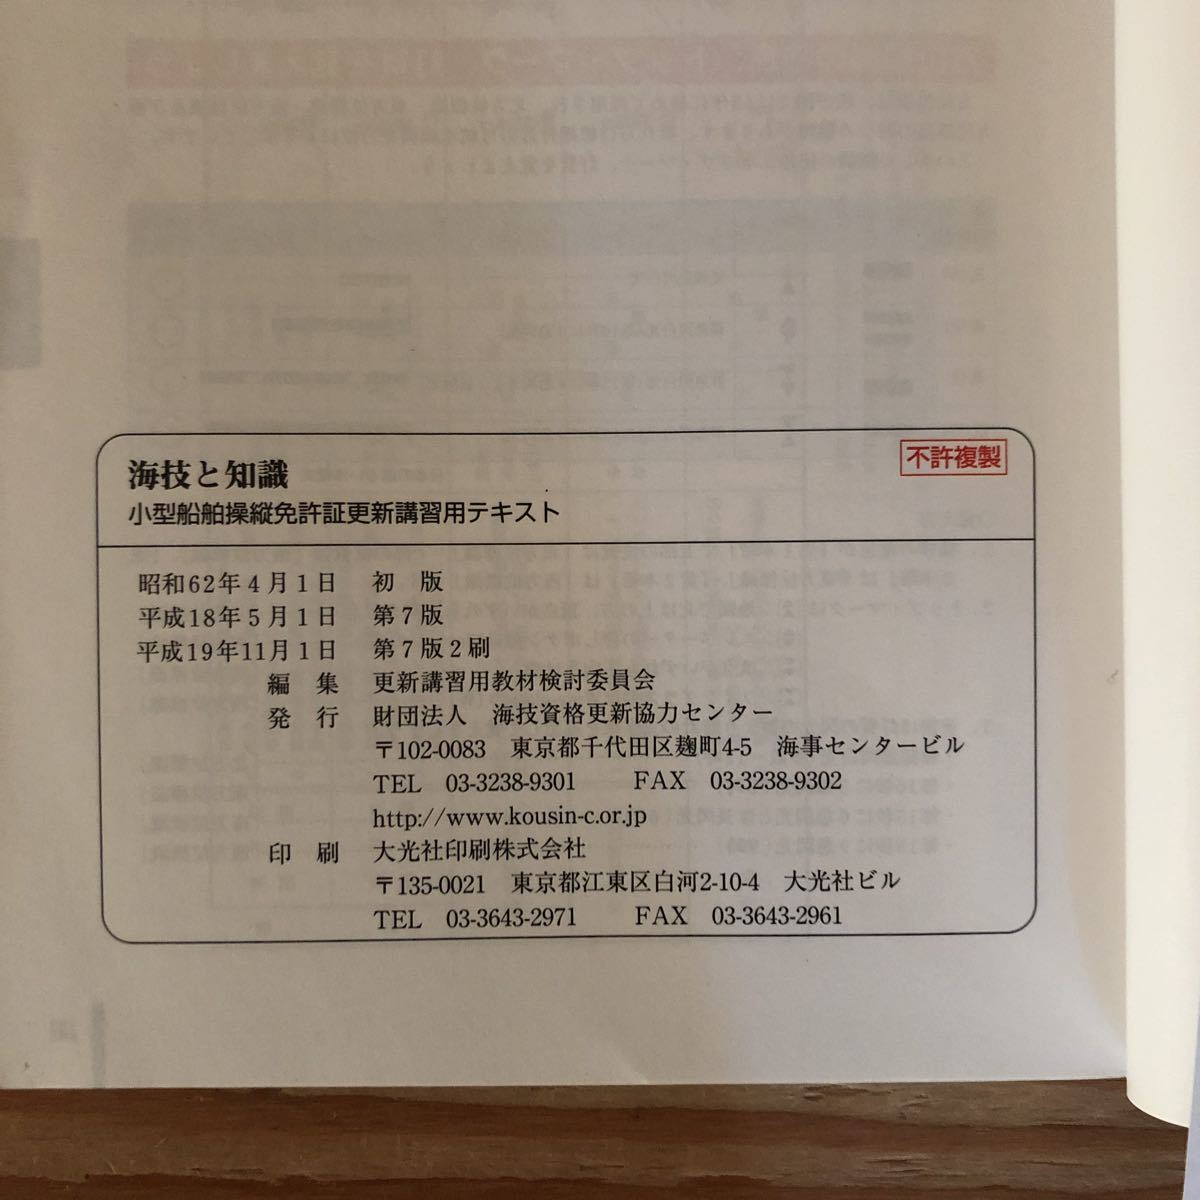 海技と知識
不許複製
小型船舶操縦免許証更新講習用テキスト
昭和62年4月1日　初　版
平成18年5月1日　第7版
平成19年11月1日　第7版2刷
編　集　更新講習用教材検討委員会
発　行　財団法人　海技資格更新協力センター
〒102-0083　東京都千代田区麹町4-5　海事センタービル
TEL　03-3238-9301　　FAX　03-3238-9302
http://www.kousin-c.or.jp
印　刷　大光社印刷株式会社
〒135-0021　東京都江東区白河2-10-4　大光社ビル
TEL　03-3643-2971　　FAX　03-3643-2961